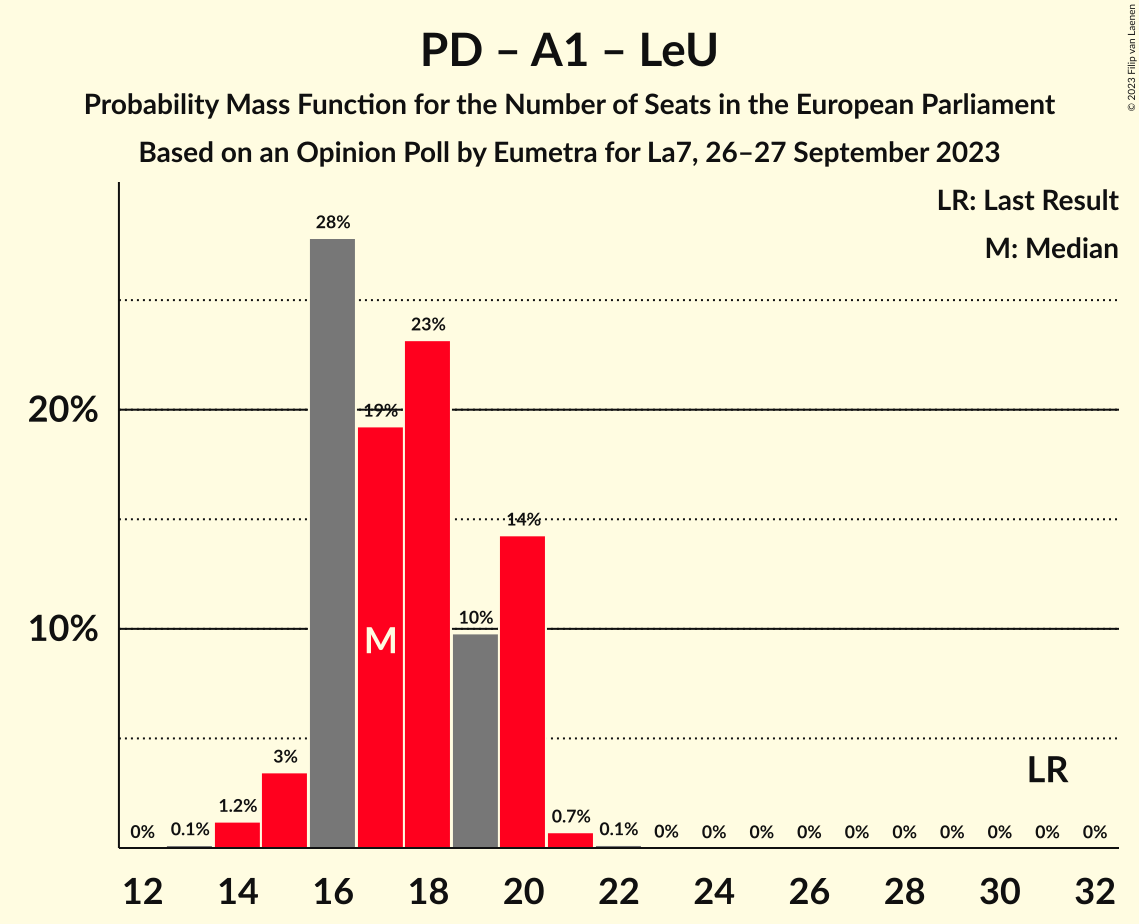 PD – A1 – LeU
Probability Mass Function for the Number of Seats in the European Parliament
Based on an Opinion Poll by Eumetra for La7, 26–27 September 2023
© 2023 Filip van Laenen
LR: Last Result
M: Median
28%
23%
20%
19%
14%
10%
10%
M
3%
LR
1.2%
0.7%
0% 0.1% 0.1% 0% 0% 0% 0% 0% 0% 0% 0% 0% 0%
12 14 16 18 20 22 24 26 28 30 32